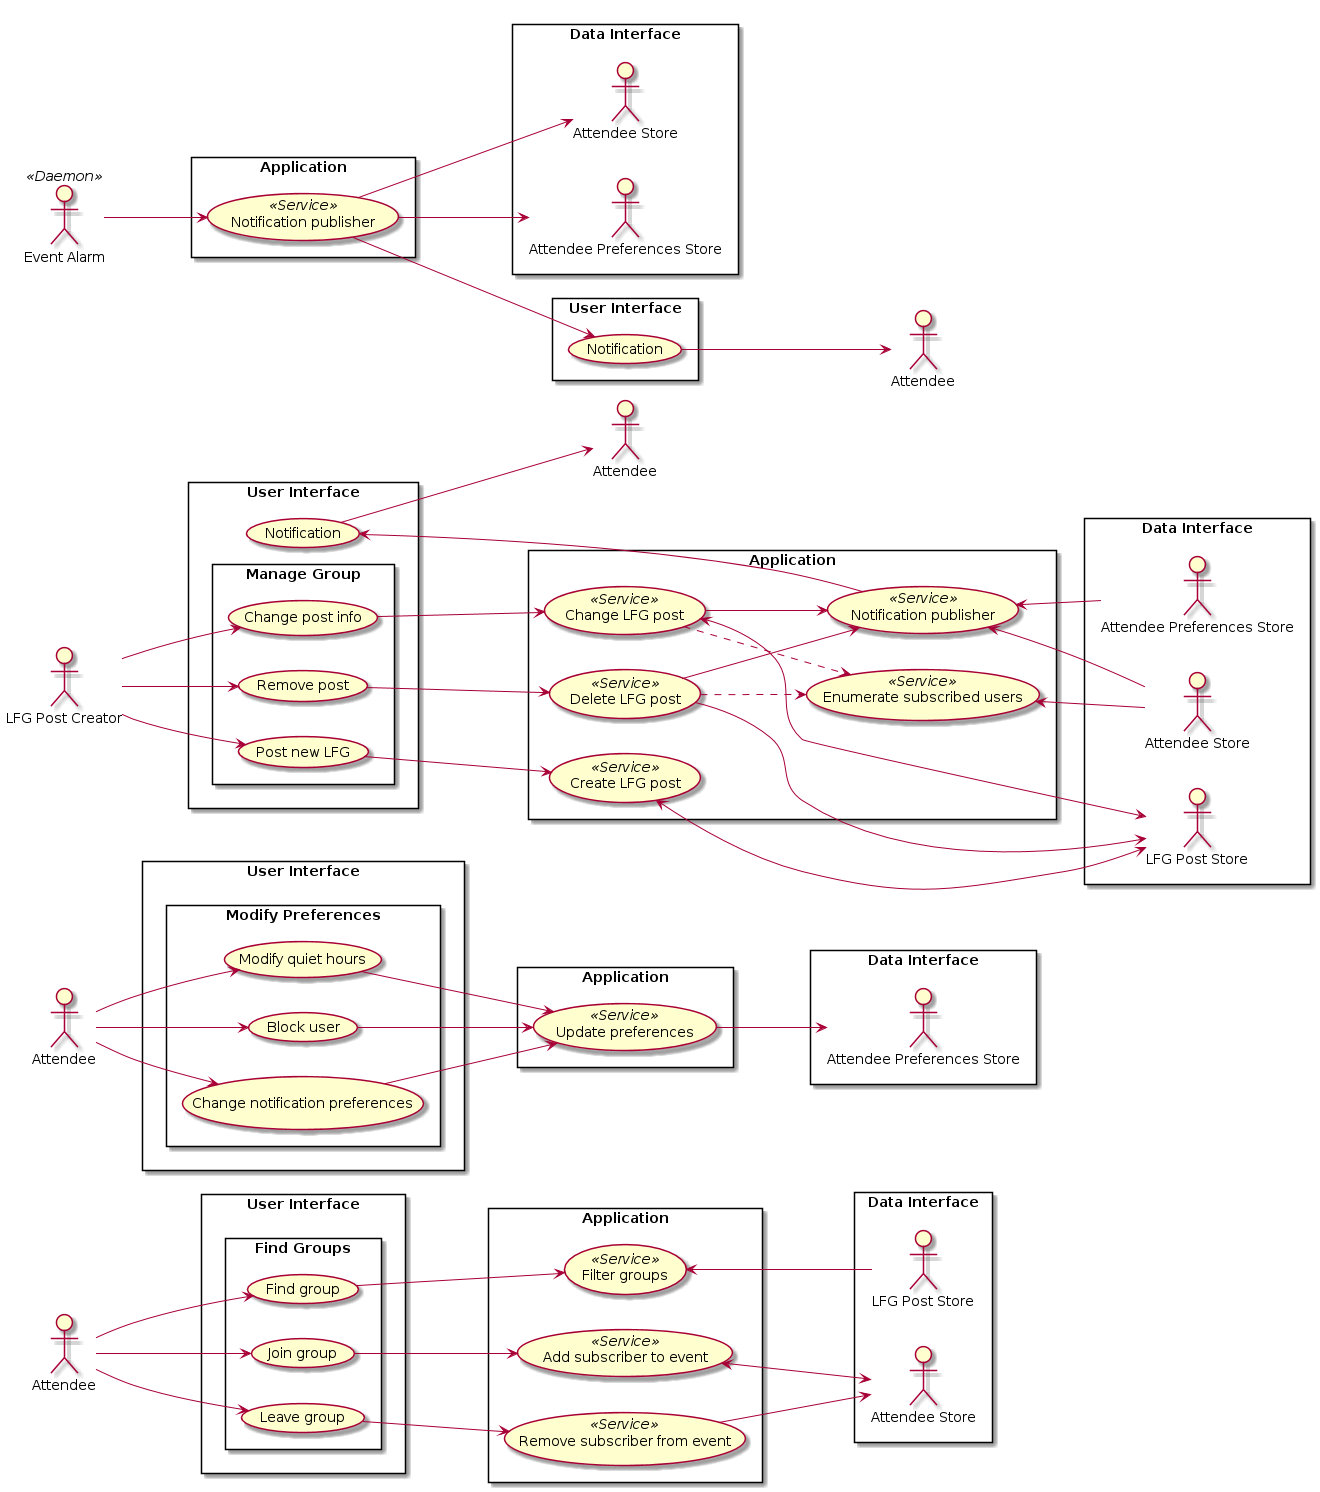 Data Interface
Attendee Store
Attendee Preferences Store
«Daemon»
Event Alarm
Application
«Service»
Notification publisher
User Interface
Notification
Attendee
Attendee
User Interface
Notification
Manage Group
Change post info
Remove post
Post new LFG
LFG Post Creator
Application
«Service»
Change LFG post
«Service»
Delete LFG post
«Service»
Create LFG post
«Service»
Notification publisher
«Service»
Enumerate subscribed users
Data Interface
Attendee Preferences Store
Attendee Store
LFG Post Store
User Interface
Modify Preferences
Modify quiet hours
Block user
Change notification preferences
Attendee
Application
«Service»
Update preferences
Data Interface
Attendee Preferences Store
User Interface
Find Groups
Find group
Join group
Leave group
Attendee
Application
«Service»
Filter groups
«Service»
Add subscriber to event
«Service»
Remove subscriber from event
Data Interface
LFG Post Store
Attendee Store